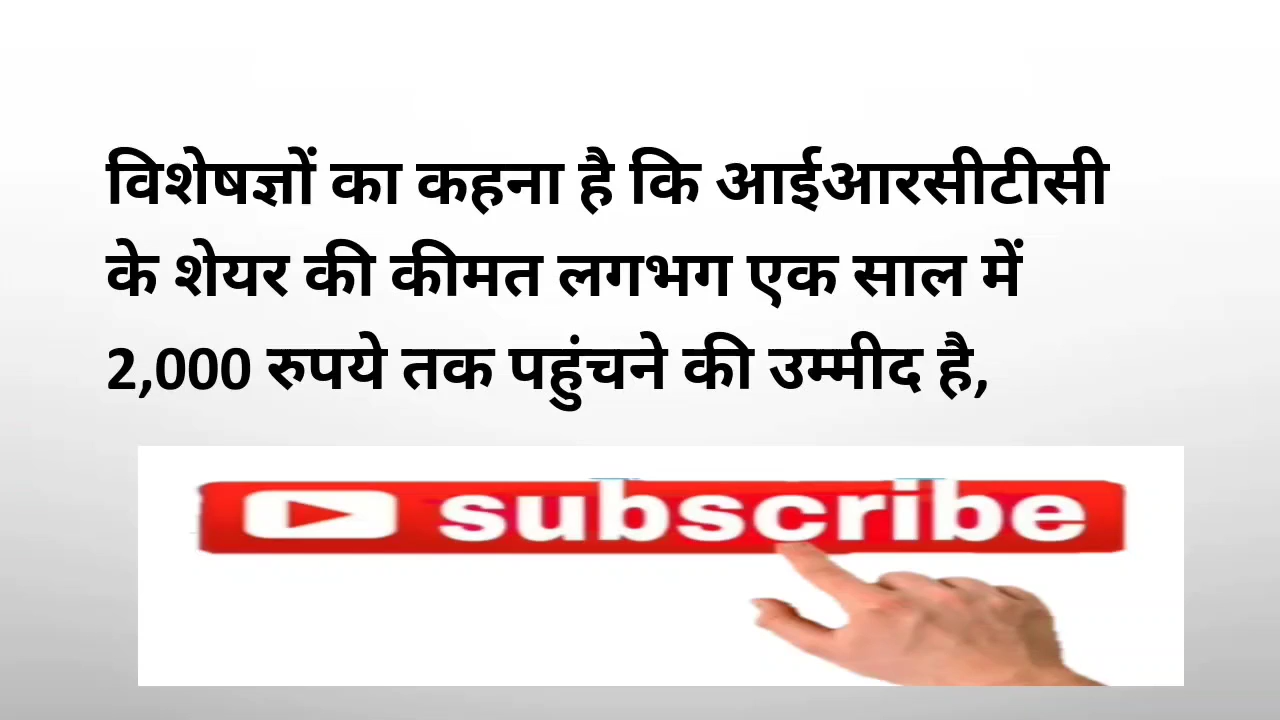 विशेषज्ञों का कहना है कि आईआरसीटीसी
के शेयर की कीमत लगभग एक साल में
2,000 रुपये तक पहुंचने की उम्मीद है,
subscribe